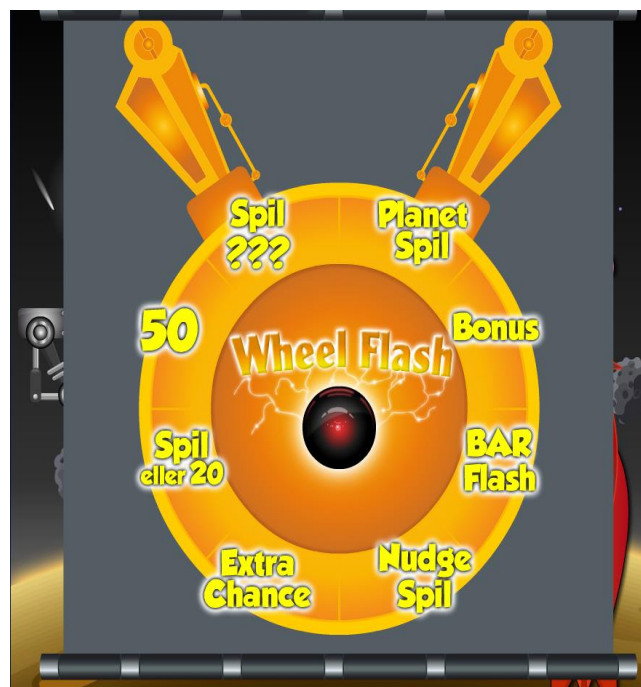 Spil
???
Planet
Spil
50
Bonus
Wheel Flash
Spil
eller 20
BAR
Flash
Extra
Chance
Nudge
Spil